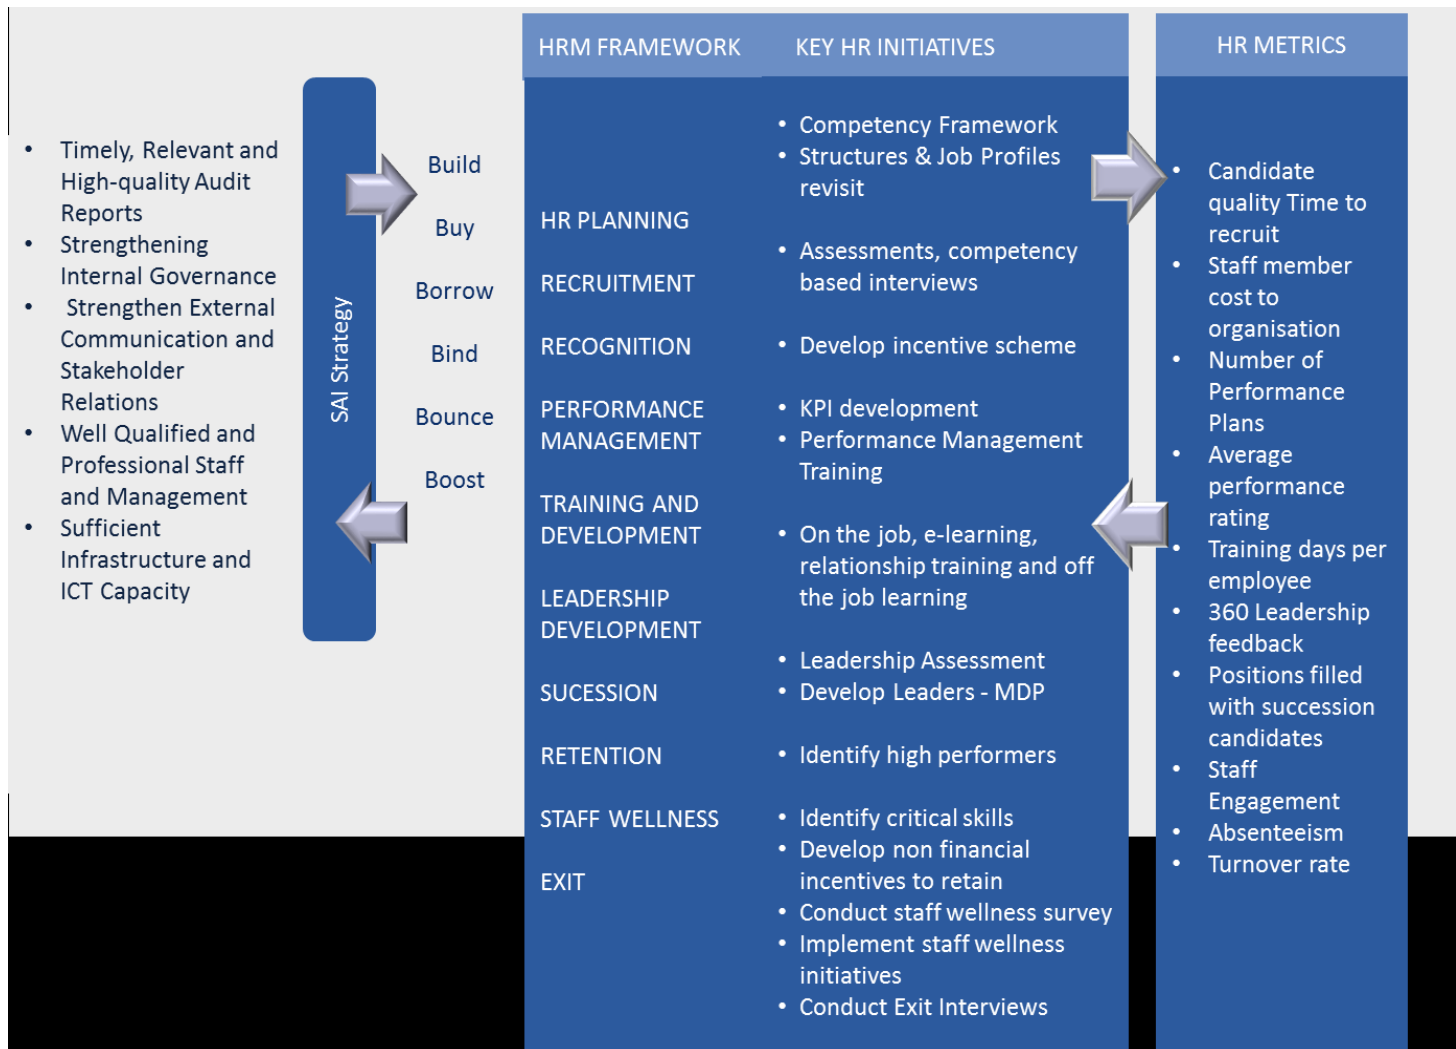 • Timely, Relevant and
High-quality Audit
Reports
• Strengthening
Internal Governance
• Strengthen External
Communication and
Stakeholder
Relations
• Well Qualified and
Professional Staff
and Management
• Sufficient
Infrastructure and
ICT Capacity
SAI Strategy
Build
Buy
Borrow
Bind
Bounce
Boost
HRM FRAMEWORK
HR PLANNING
RECRUITMENT
RECOGNITION
PERFORMANCE
MANAGEMENT
TRAINING AND
DEVELOPMENT
LEADERSHIP
DEVELOPMENT
SUCESSION
RETENTION
STAFF WELLNESS
EXIT
KEY HR INITIATIVES
• Competency Framework
• Structures & Job Profiles
revisit
• Assessments, competency
based interviews
• Develop incentive scheme
• KPI development
• Performance Management
Training
• On the job, e-learning,
relationship training and off
the job learning
• Leadership Assessment
• Develop Leaders - MDP
• Identify high performers
• Identify critical skills
• Develop non financial
incentives to retain
• Conduct staff wellness survey
• Implement staff wellness
initiatives
• Conduct Exit Interviews
HR METRICS
• Candidate
quality Time to
recruit
• Staff member
cost to
organisation
• Number of
Performance
Plans
• Average
performance
rating
• Training days per
employee
• 360 Leadership
feedback
• Positions filled
with succession
candidates
• Staff
Engagement
• Absenteeism
• Turnover rate